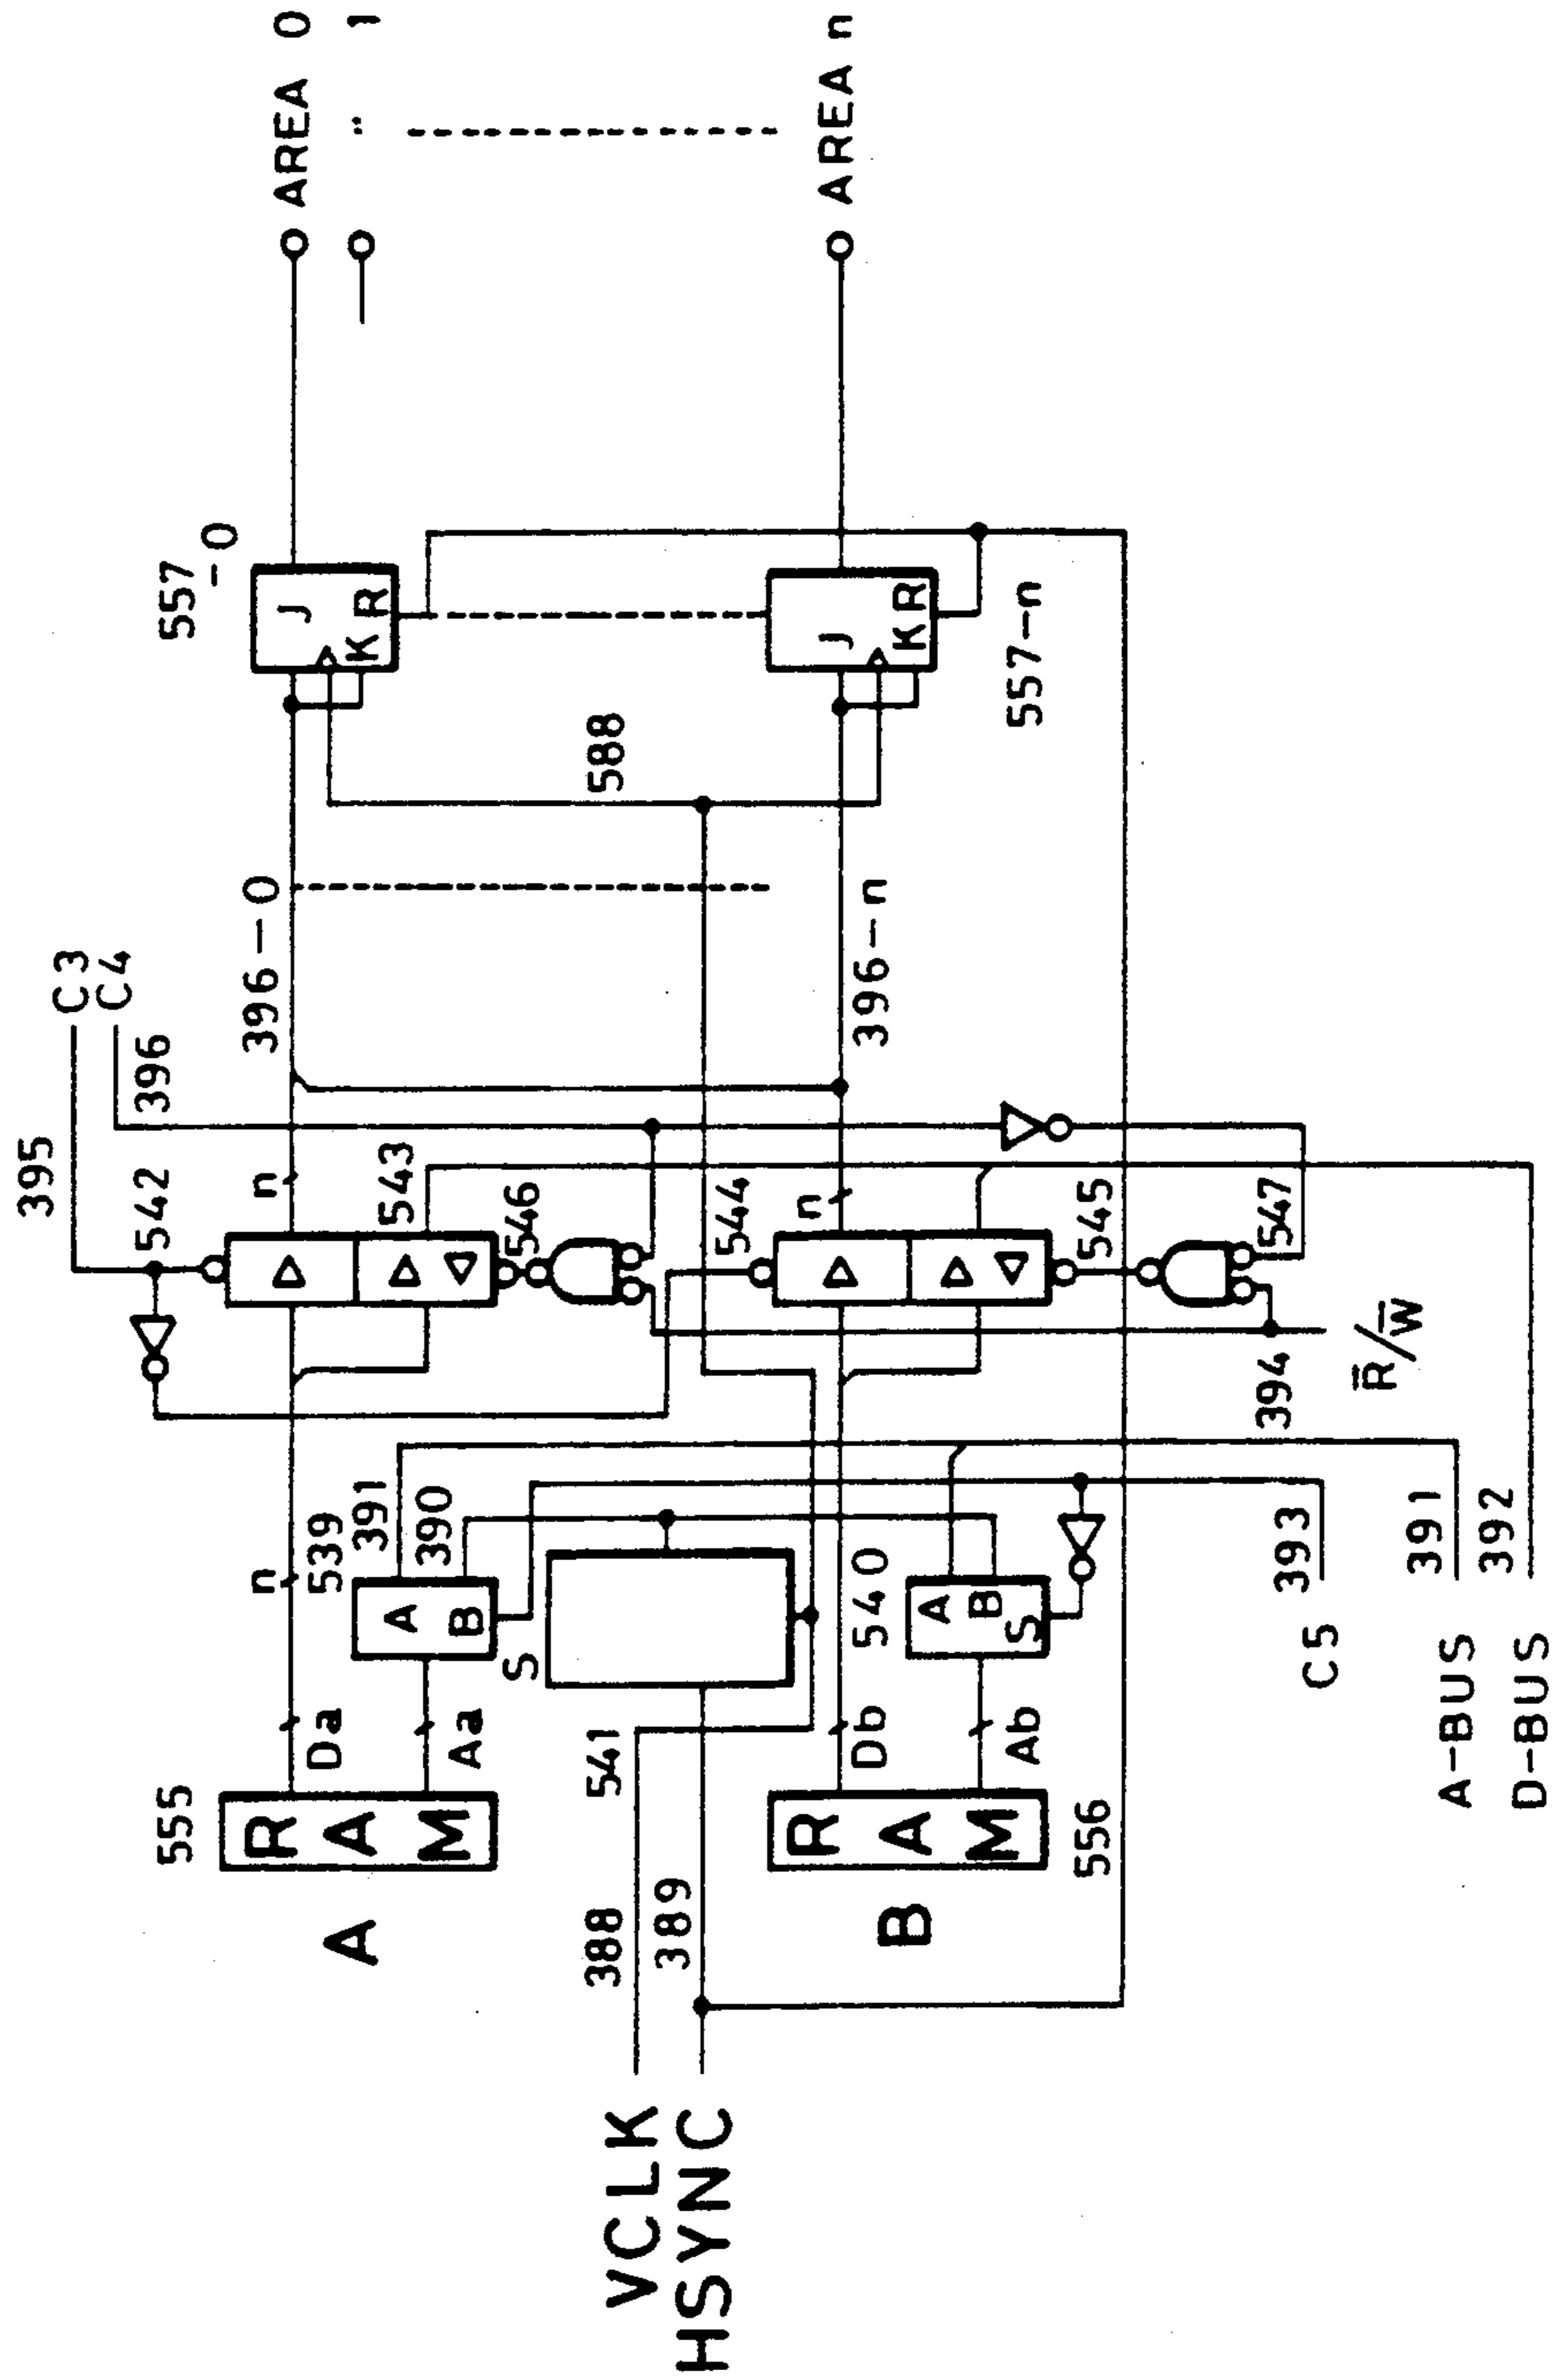 395
C3
C4
396
542
555
A
RAM
Da
n
n
396-0
557
-0
AREA 0
" 1
Aa
539
391
390
A
B
S
543
546
588
VCLK
388
HSYNC
389
541
544
n
396-n
AREA n
B
RAM
556
Db
Ab
540
A
B
S
545
547
J
K
R
J
K
R
557-n
394
R̄/W̄
C5
393
A-BUS
391
D-BUS
392